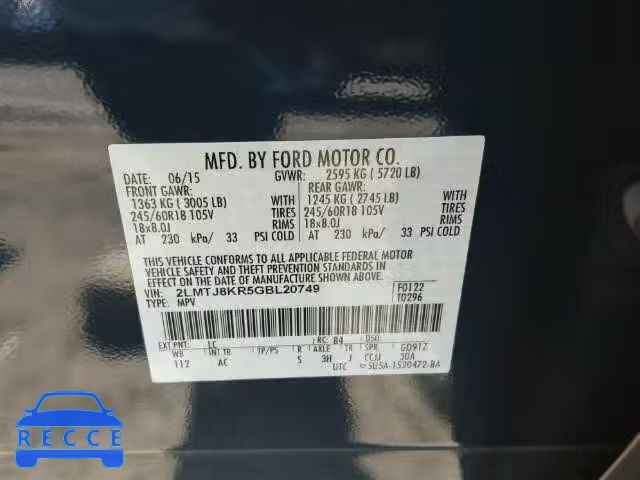 MFD. BY FORD MOTOR CO.
DATE: 06/15 GVWR: 2595 KG ( 5720 LB)
FRONT GAWR: REAR GAWR:
1363 KG ( 3005 LB) WITH 1245 KG ( 2745 LB) WITH
245/60R18 105V TIRES 245/60R18 105V TIRES
18x8.0J RIMS 18x8.0J RIMS
AT 230 kPa/ 33 PSI COLD AT 230 kPa/ 33 PSI COLD
THIS VEHICLE CONFORMS TO ALL APPLICABLE FEDERAL MOTOR
VEHICLE SAFETY AND THEFT PREVENTION STANDARDS IN EFFECT
ON THE DATE OF MANUFACTURE SHOWN ABOVE.
VIN: 2LMTJ8KR5GBL20749 F0122
TYPE: MPV T0296
EXT PNT: LC RC: B4 DSO:
WB INT TR TP/PS R AXLE TR SPR GD91Z
112 AC S 3H J CCJJ 30A
UTC 5U5A-1520472-BA
RECCE